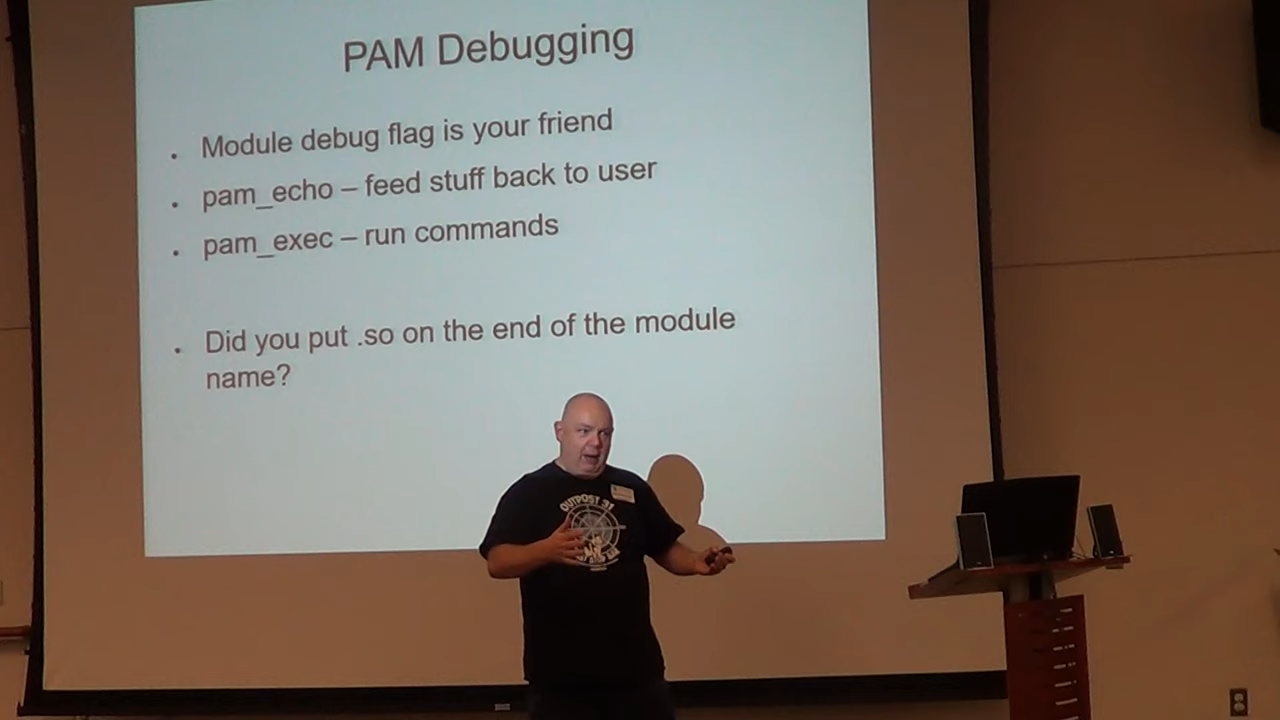 PAM Debugging
. Module debug flag is your friend
. pam_echo – feed stuff back to user
. pam_exec – run commands
. Did you put .so on the end of the module
name?
OUTPOST 31